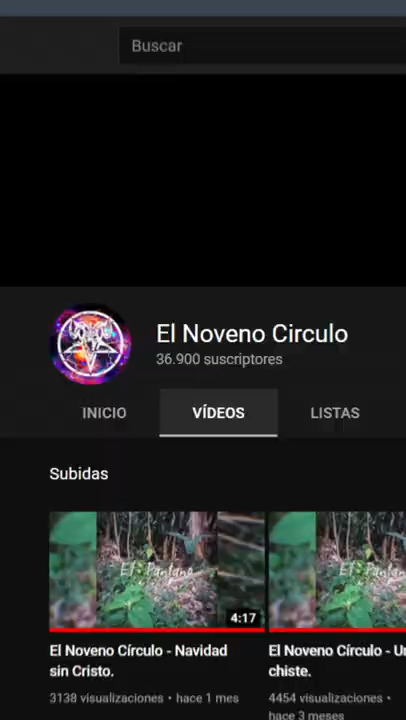 Buscar
El Noveno Circulo
36.900 suscriptores
INICIO VÍDEOS LISTAS
Subidas
El Pantano
4:17
El Pantano
El Noveno Círculo - Navidad
sin Cristo.
3138 visualizaciones • hace 1 mes
El Noveno Círculo - Un
chiste.
4454 visualizaciones •
hace 3 meses